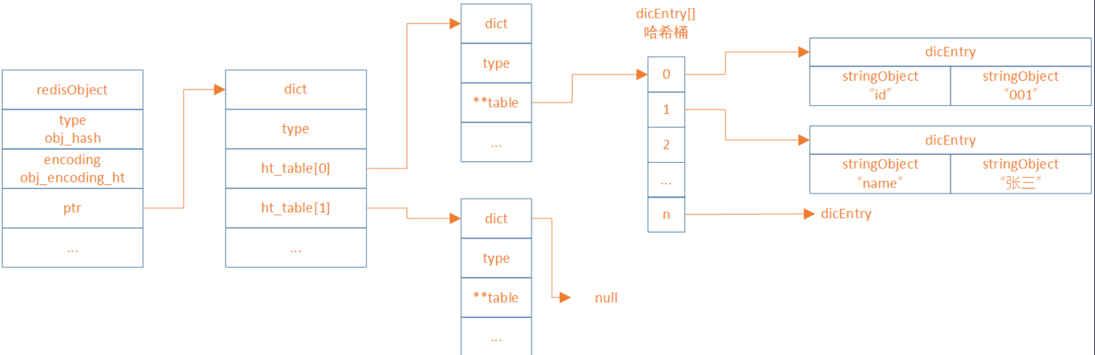 redisObject
type
obj_hash
encoding
obj_encoding_ht
ptr
...
dict
type
ht_table[0]
ht_table[1]
...
dict
type
**table
...
dict
type
**table
...
null
dicEntry[]
哈希桶
0
1
2
...
n
dicEntry
stringObject
“id”
stringObject
“001”
dicEntry
stringObject
“name”
stringObject
“张三”
dicEntry